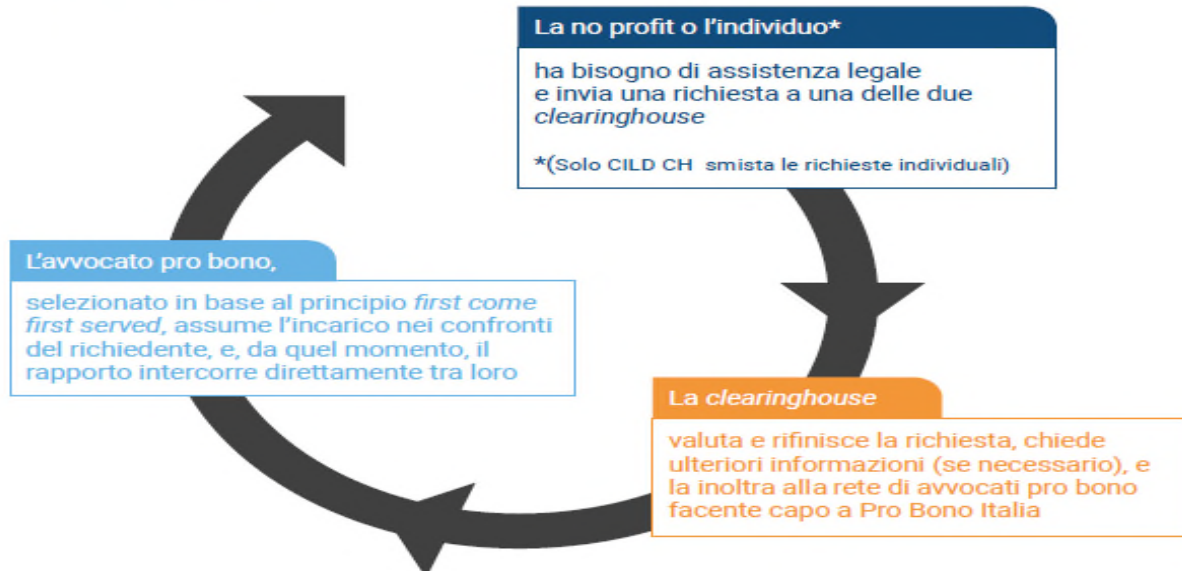 La no profit o l'individuo*
ha bisogno di assistenza legale
e invia una richiesta a una delle due
clearinghouse
*(Solo CILD CH smista le richieste individuali)
La clearinghouse
valuta e rifinisce la richiesta, chiede
ulteriori informazioni (se necessario), e
la inoltra alla rete di avvocati pro bono
facente capo a Pro Bono Italia
L'avvocato pro bono,
selezionato in base al principio first come
first served, assume l'incarico nei confronti
del richiedente, e, da quel momento, il
rapporto intercorre direttamente tra loro